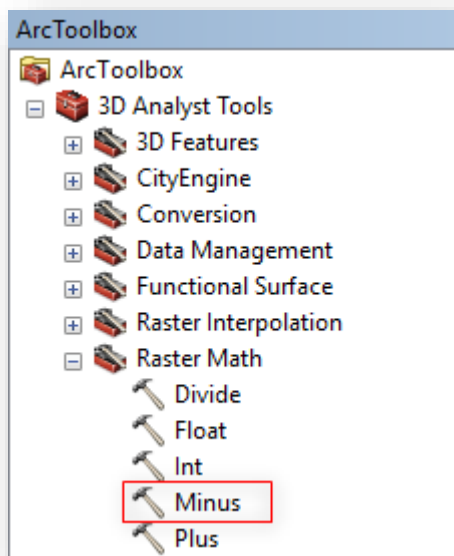 ArcToolbox
ArcToolbox
3D Analyst Tools
3D Features
CityEngine
Conversion
Data Management
Functional Surface
Raster Interpolation
Raster Math
Divide
Float
Int
Minus
Plus